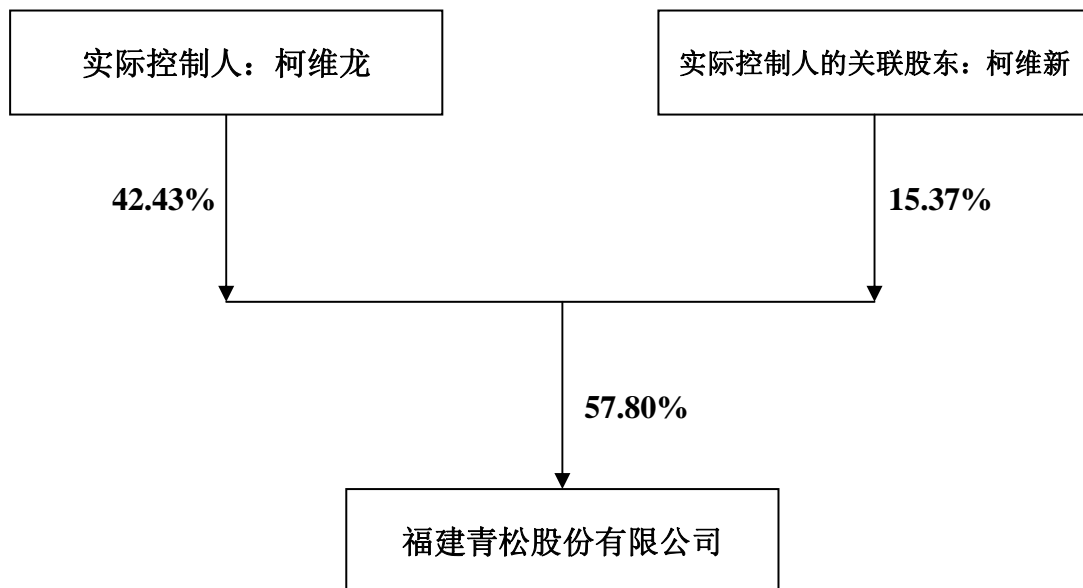 实际控制人：柯维龙
实际控制人的关联股东：柯维新
42.43%
15.37%
57.80%
福建青松股份有限公司